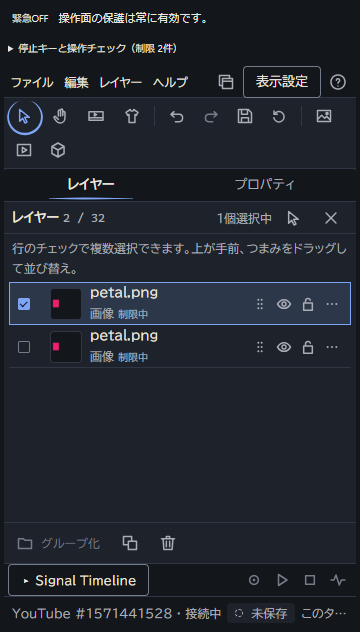 緊急OFF 操作面の保護は常に有効です。
▸ 停止キーと操作チェック（制限 2件）
ファイル 編集 レイヤー ヘルプ 表示設定
レイヤー プロパティ
レイヤー 2 / 32 1個選択中
行のチェックで複数選択できます。上が手前、つまみをドラッグし
て並び替え。
petal.png
画像 制限中
petal.png
画像 制限中
グループ化
▸ Signal Timeline
YouTube #1571441528・接続中 未保存 このタ…